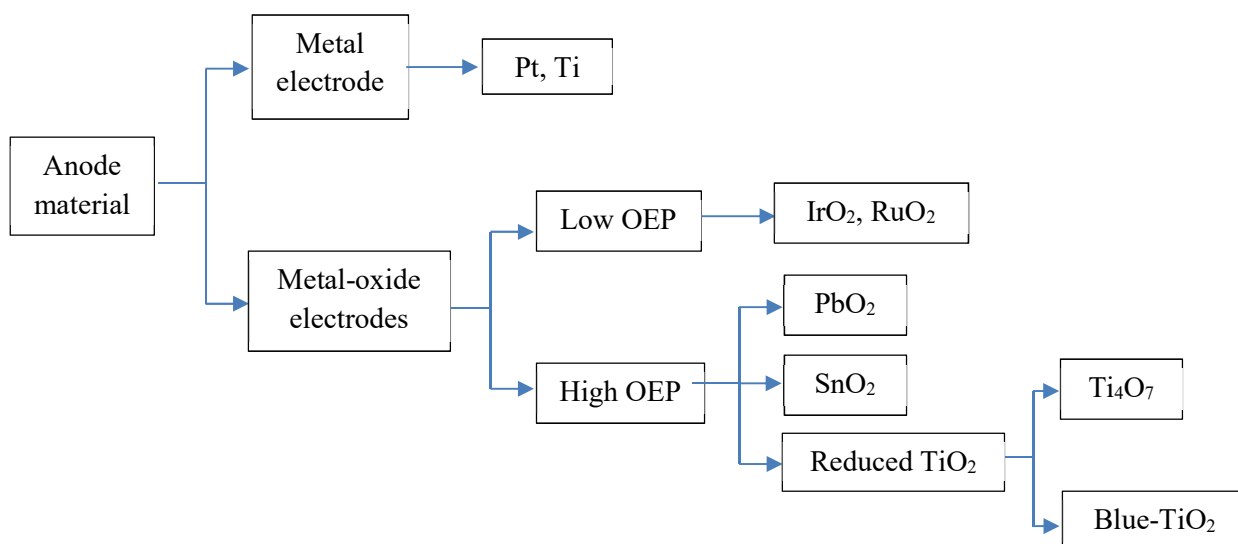 Metal
electrode
Pt, Ti
Anode
material
Low OEP
IrO₂, RuO₂
Metal-oxide
electrodes
PbO₂
High OEP
SnO₂
Ti₄O₇
Reduced TiO₂
Blue-TiO₂